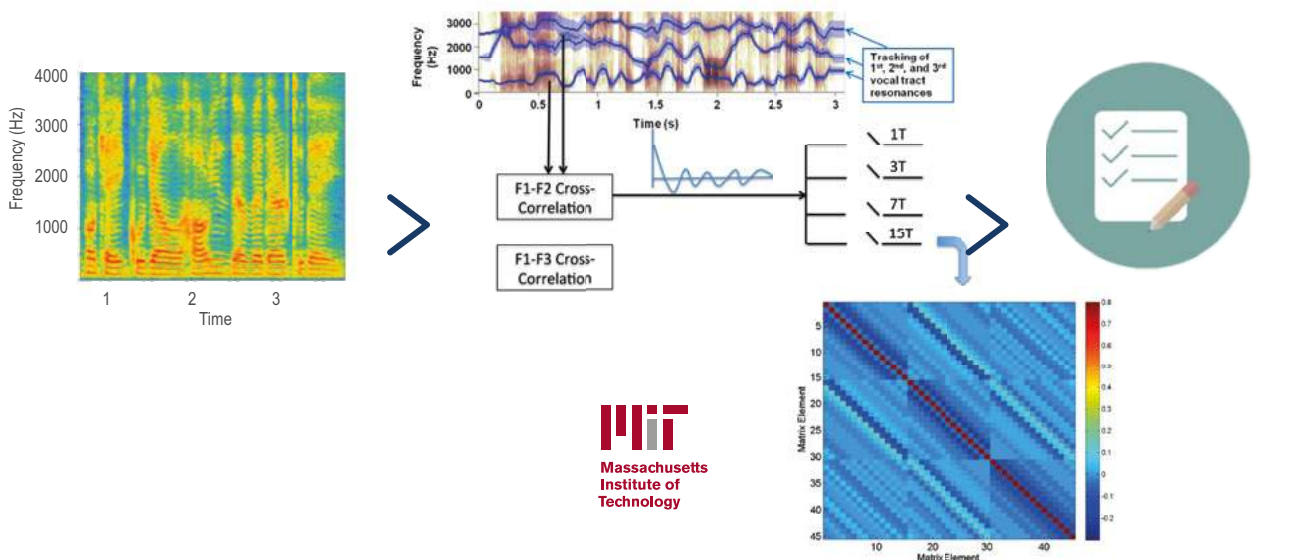 4000
3000
2000
1000
Frequency (Hz)
1
2
3
Time
3000
2000
1000
0
Frequency
(Hz)
0
0.5
1
1.5
2
2.5
3
Time (s)
Tracking of
1st, 2nd, and 3rd
vocal tract
resonances
F1-F2 Cross-
Correlation
F1-F3 Cross-
Correlation
1T
3T
7T
15T
Massachusetts
Institute of
Technology
5
10
15
20
25
30
35
40
45
Matrix Element
10
20
30
40
Matrix Element
0.8
0.7
0.6
0.5
0.4
0.3
0.2
0.1
0
-0.1
-0.2